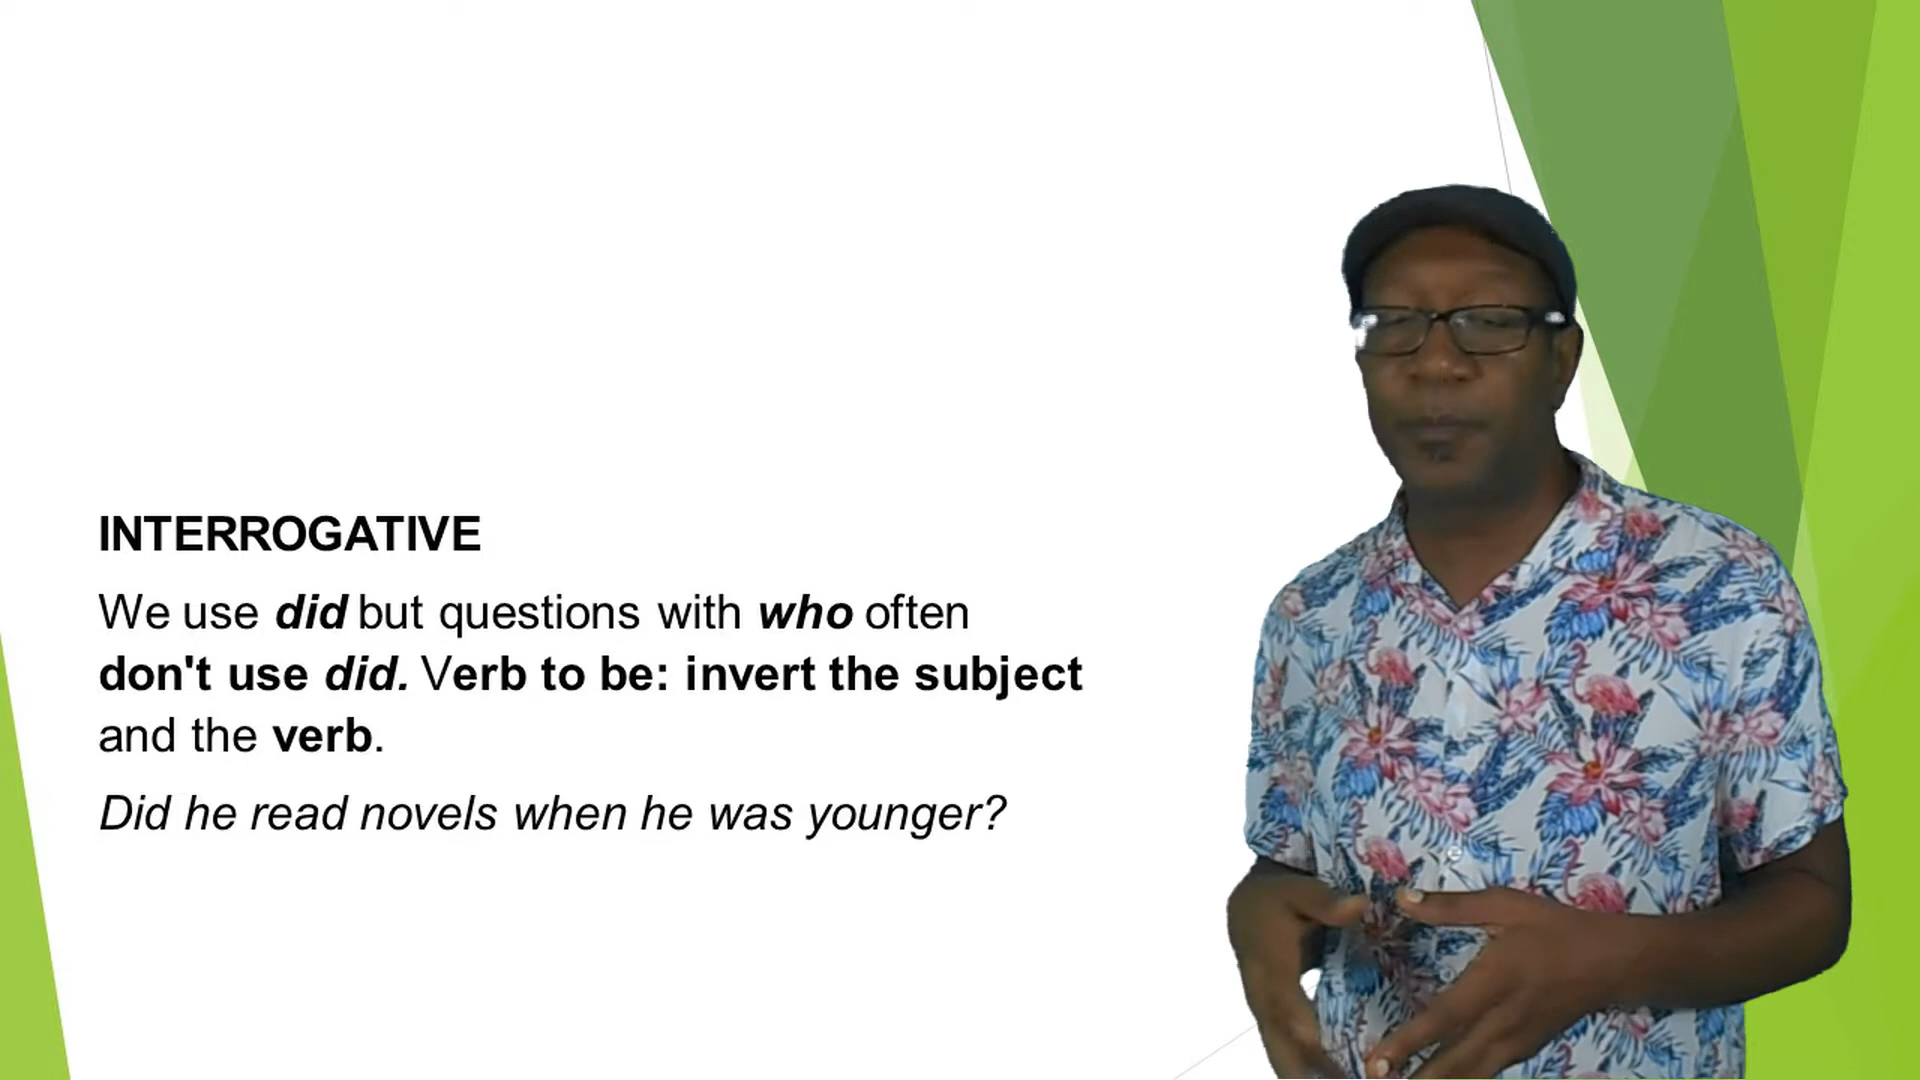 INTERROGATIVE
We use did but questions with who often
don't use did. Verb to be: invert the subject
and the verb.
Did he read novels when he was younger?